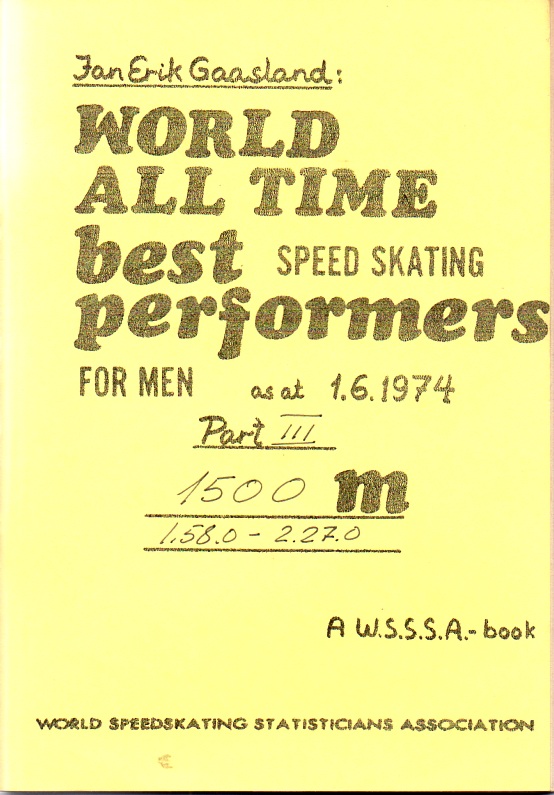 Jan Erik Gaasland:
WORLD
ALL TIME
best SPEED SKATING
performers
FOR MEN as at 1.6.1974
Part III
1500 m
1.58.0 - 2.27.0
A W.S.S.S.A.- book
WORLD SPEEDSKATING STATISTICIANS ASSOCIATION